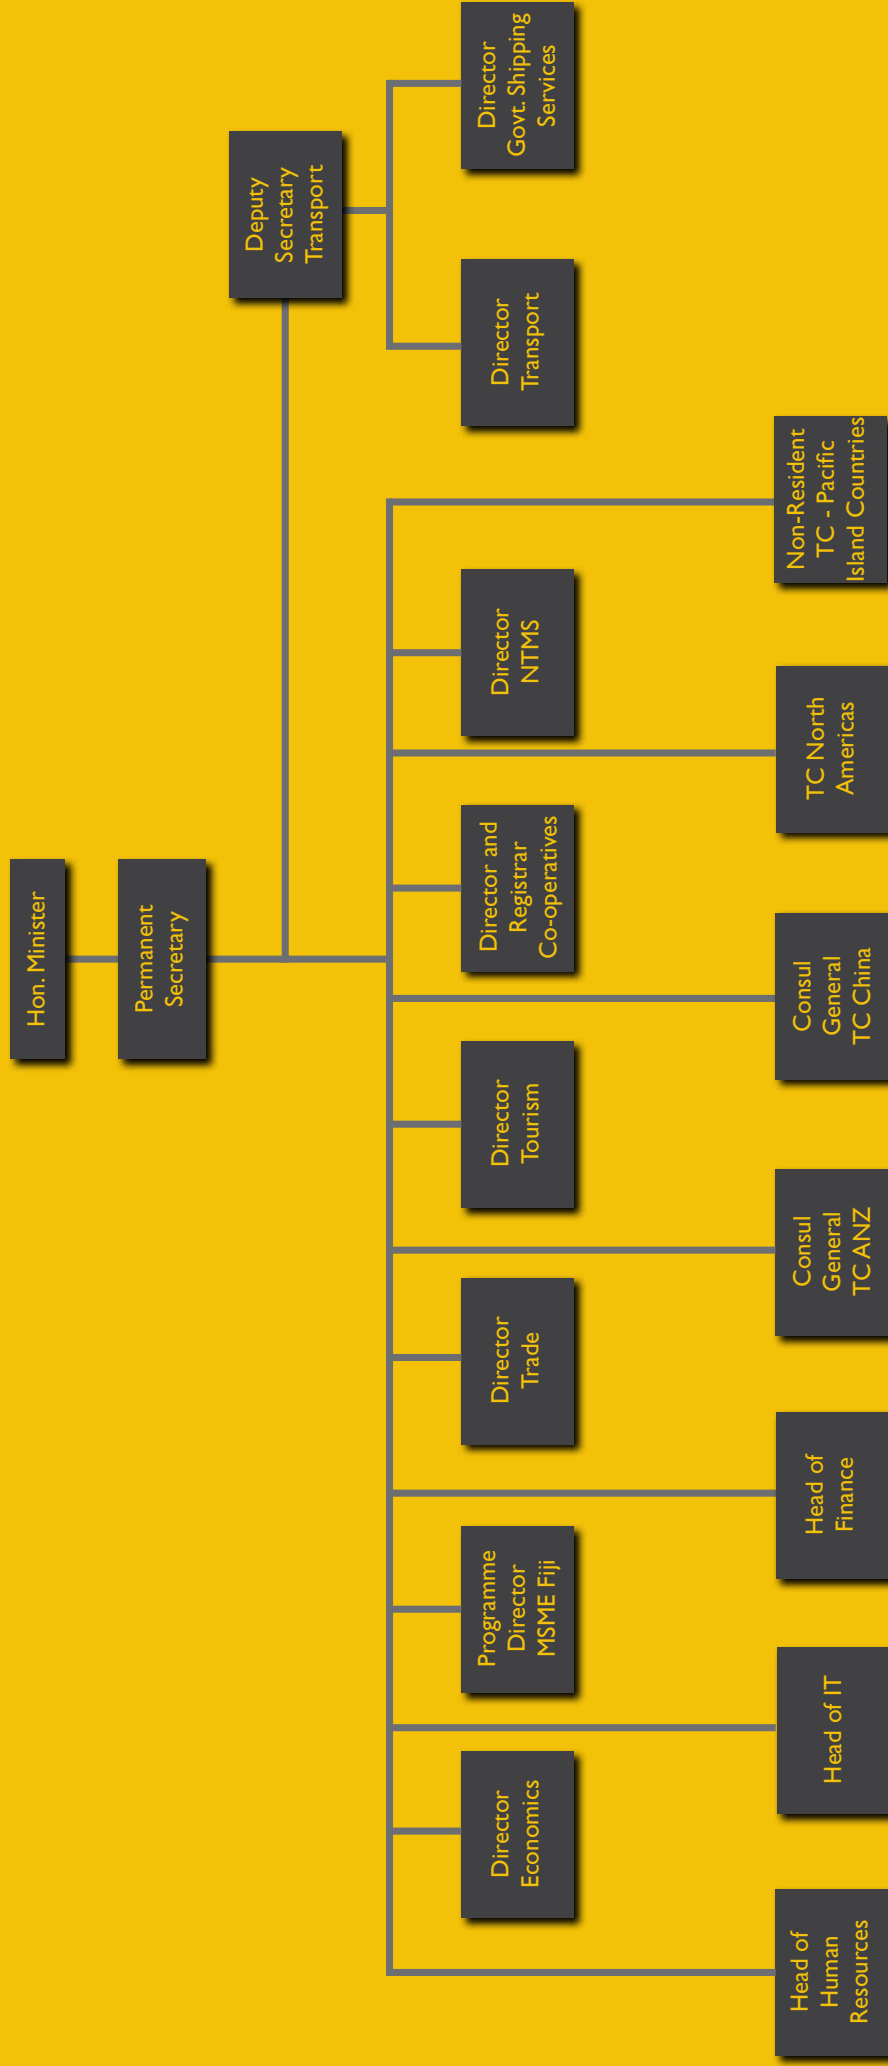 Hon. Minister
Permanent
Secretary
Deputy
Secretary
Transport
Director
Economics
Programme
Director
MSME Fiji
Director
Trade
Director
Tourism
Director and
Registrar
Co-operatives
Director
NTMS
Director
Transport
Director
Govt. Shipping
Services
Head of
Human
Resources
Head of IT
Head of
Finance
Consul
General
TC ANZ
Consul
General
TC China
TC North
Americas
Non-Resident
TC - Pacific
Island Countries